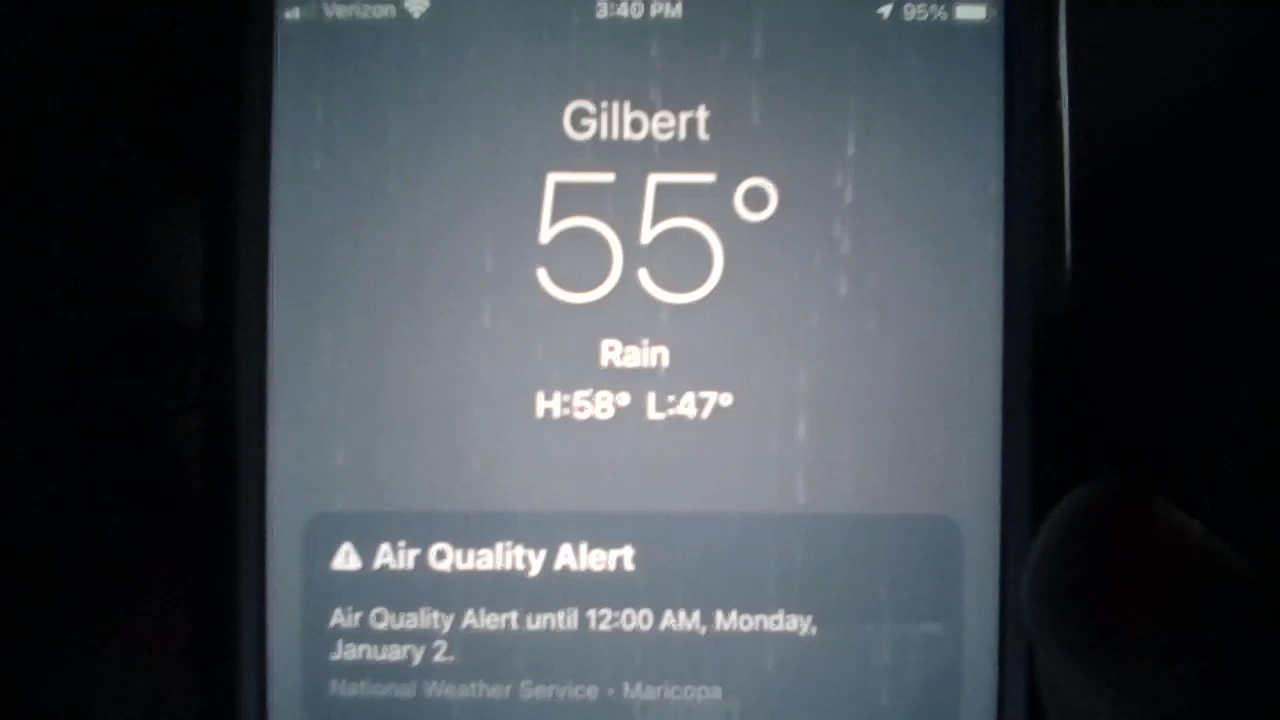 Verizon 3:40 PM 95%
Gilbert
55°
Rain
H:58° L:47°
Air Quality Alert
Air Quality Alert until 12:00 AM, Monday,
January 2.
National Weather Service • Maricopa